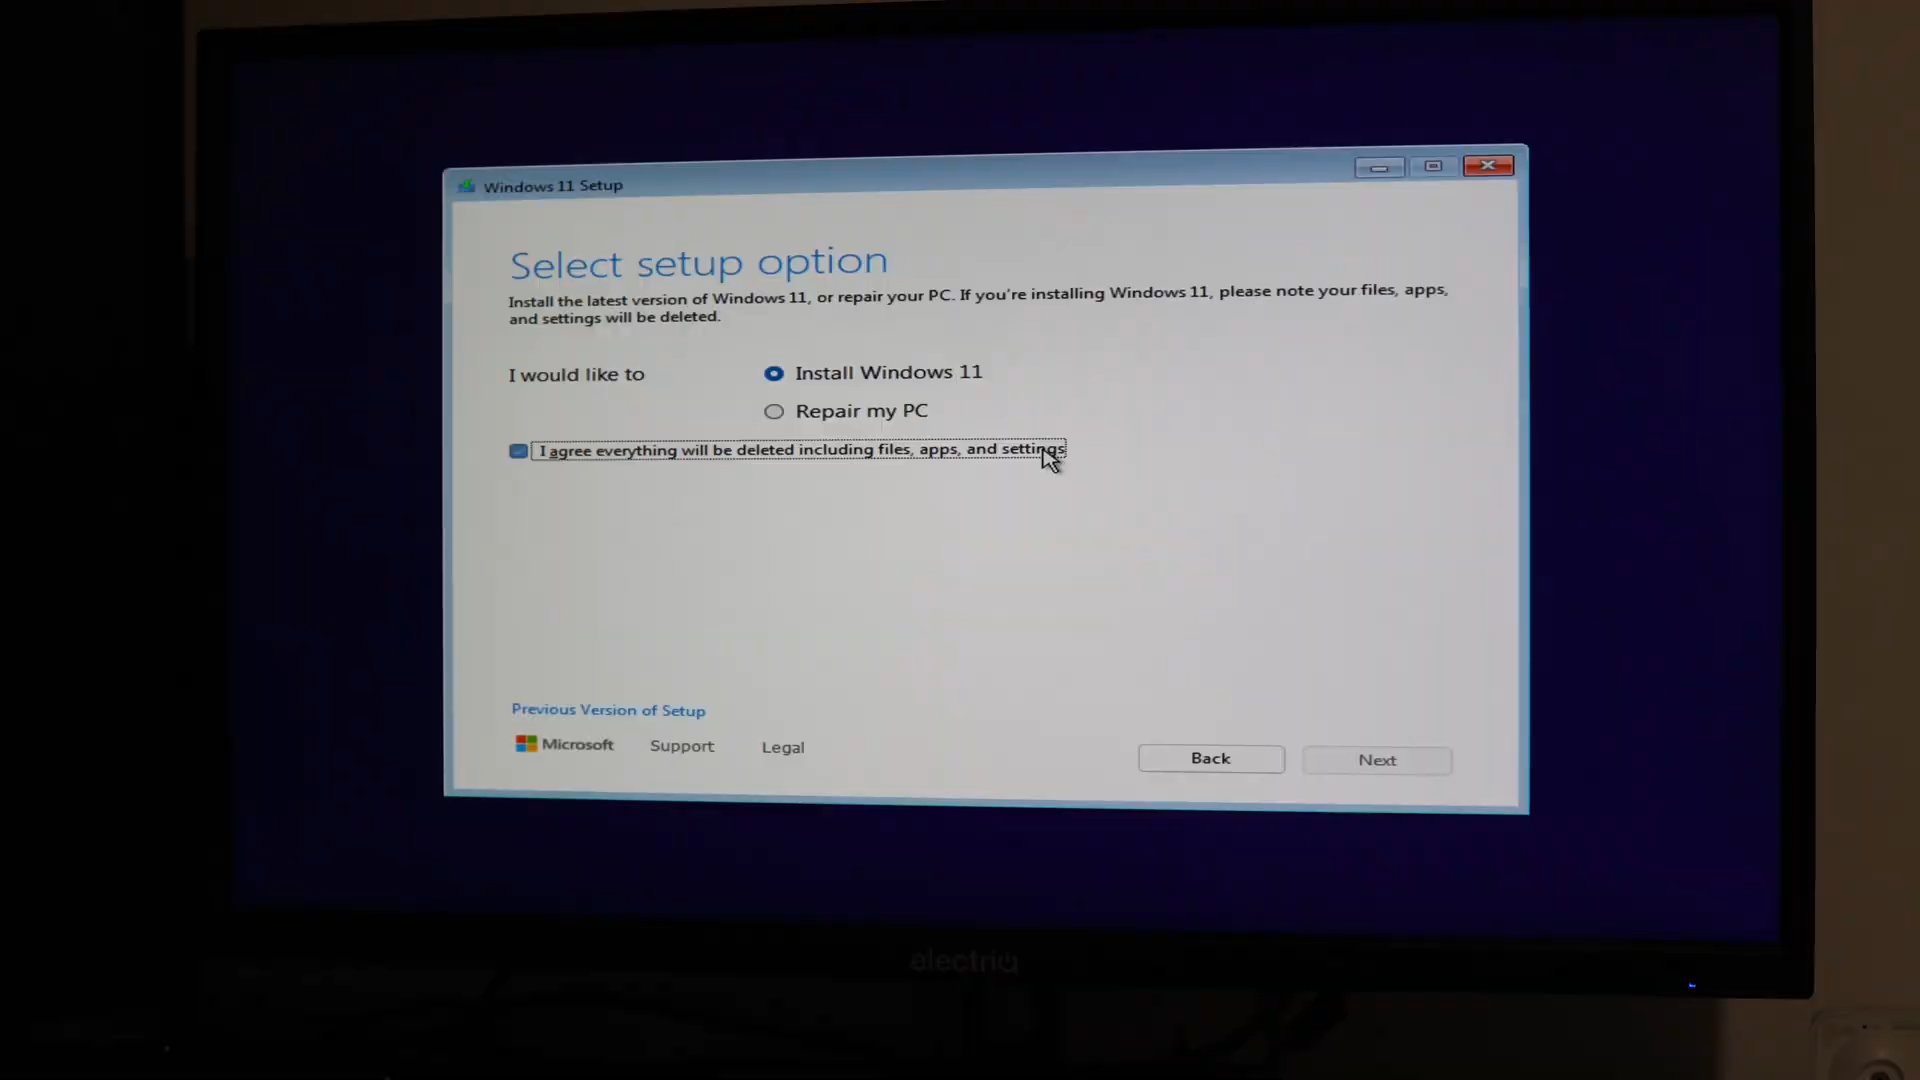 Windows 11 Setup
Select setup option
Install the latest version of Windows 11, or repair your PC. If you're installing Windows 11, please note your files, apps,
and settings will be deleted.
I would like to
Install Windows 11
Repair my PC
I agree everything will be deleted including files, apps, and settings
Previous Version of Setup
Microsoft
Support
Legal
Back
Next
electriq